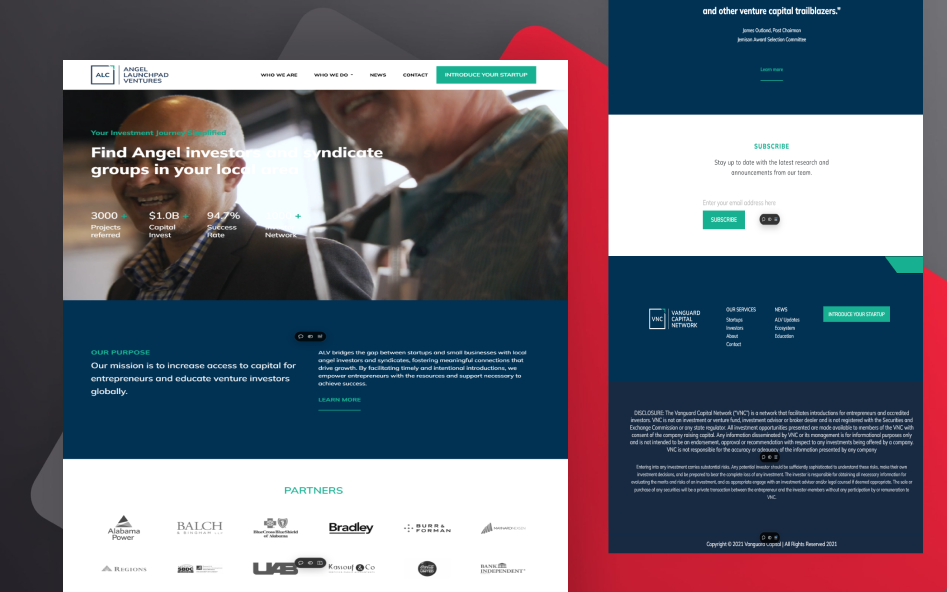 ALC
ANGEL
LAUNCHPAD
VENTURES
WHO WE ARE
WHO WE DO
NEWS
CONTACT
INTRODUCE YOUR STARTUP
Your Investment Journey Simplified
Find Angel investors and syndicate
groups in your local area.
3000 +
Projects
referred
$1.0B +
Capital
Invest
94.7%
Success
Rate
+
Network
OUR PURPOSE
Our mission is to increase access to capital for
entrepreneurs and educate venture investors
globally.
ALV bridges the gap between startups and small businesses with local
angel investors and syndicates, fostering meaningful connections that
drive growth. By facilitating timely and intentional introductions, we
empower entrepreneurs with the resources and support necessary to
achieve success.
LEARN MORE
PARTNERS
Alabama
Power
BALCH
& BINGHAM LLP
BlueCross BlueShield
of Alabama
Bradley
BURR &
FORMAN
REGIONS
SBDC
UAB
Kassouf & Co
BANK
INDEPENDENT
and other venture capital trailblazers."
James Outland, Past Chairman
Jemison Award Selection Committee
Learn more
SUBSCRIBE
Stay up to date with the latest research and
announcements from our team.
Enter your email address here
SUBSCRIBE
VNC
VANGUARD
CAPITAL
NETWORK
OUR SERVICES
Startups
Investors
About
Contact
NEWS
ALV Updates
Ecosystem
Education
INTRODUCE YOUR STARTUP
DISCLOSURE: The Vanguard Capital Network ("VNC") is a network that facilitates introductions for entrepreneurs and accredited
investors. VNC is not an investment or venture fund, investment advisor or broker dealer and is not registered with the Securities and
Exchange Commission or any state regulator. All investment opportunities presented are made available to members of the VNC with
consent of the company raising capital. Any information disseminated by VNC or its management is for informational purposes only
and is not intended to be an endorsement, approval or recommendation with respect to any investments being offered by a company.
VNC is not responsible for the accuracy or adequacy of the information presented by any company
Entering into any investment carries substantial risks. Any potential investor should be sufficiently sophisticated to understand these risks, make their own
investment decisions, and be prepared to bear the complete loss of any investment. The investor is responsible for obtaining all necessary information for
evaluating the merits and risks of an investment, and as appropriate engage with an investment advisor and/or legal counsel if deemed appropriate. The sale or
purchase of any securities will be a private transaction between the entrepreneur and the investor members without any participation by or remuneration to
VNC.
Copyright © 2021 Vanguard Capital | All Rights Reserved 2021